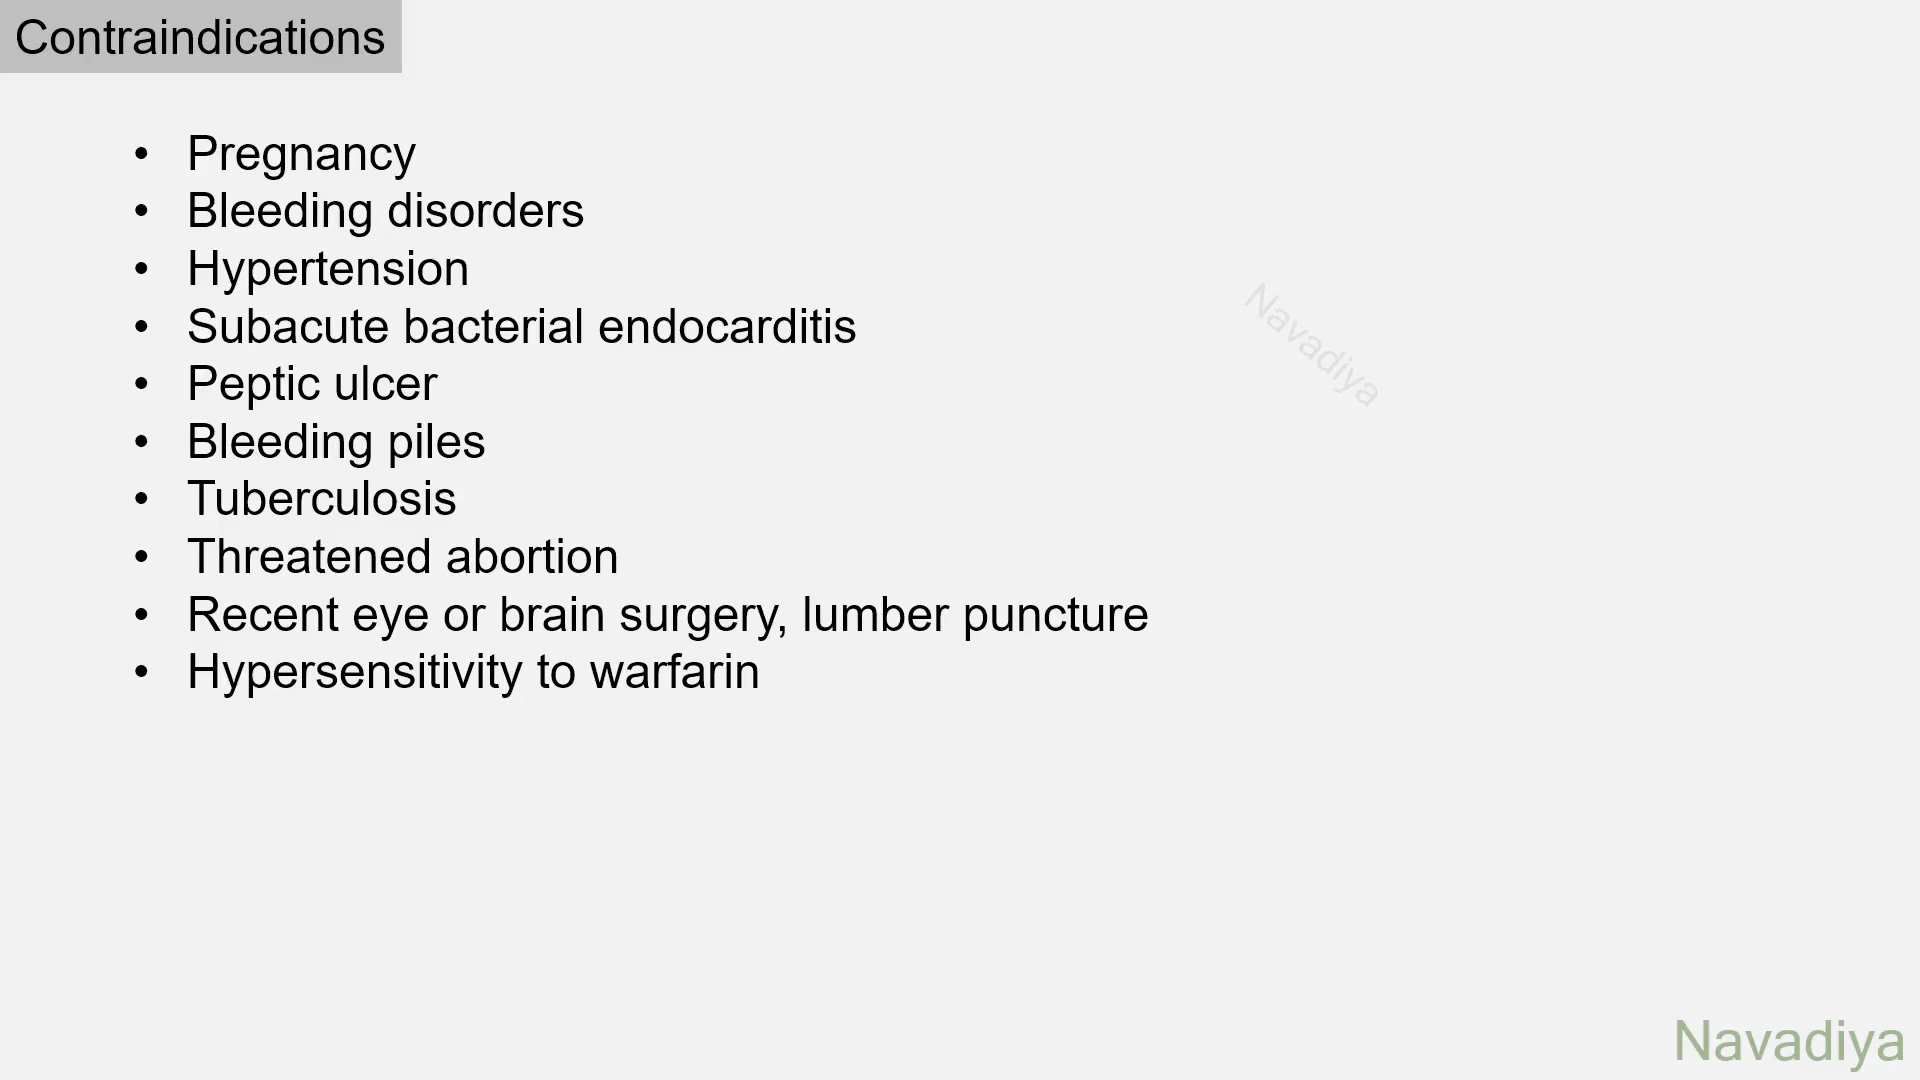 Contraindications
• Pregnancy
• Bleeding disorders
• Hypertension
• Subacute bacterial endocarditis
• Peptic ulcer
• Bleeding piles
• Tuberculosis
• Threatened abortion
• Recent eye or brain surgery, lumber puncture
• Hypersensitivity to warfarin
Navadiya
Navadiya